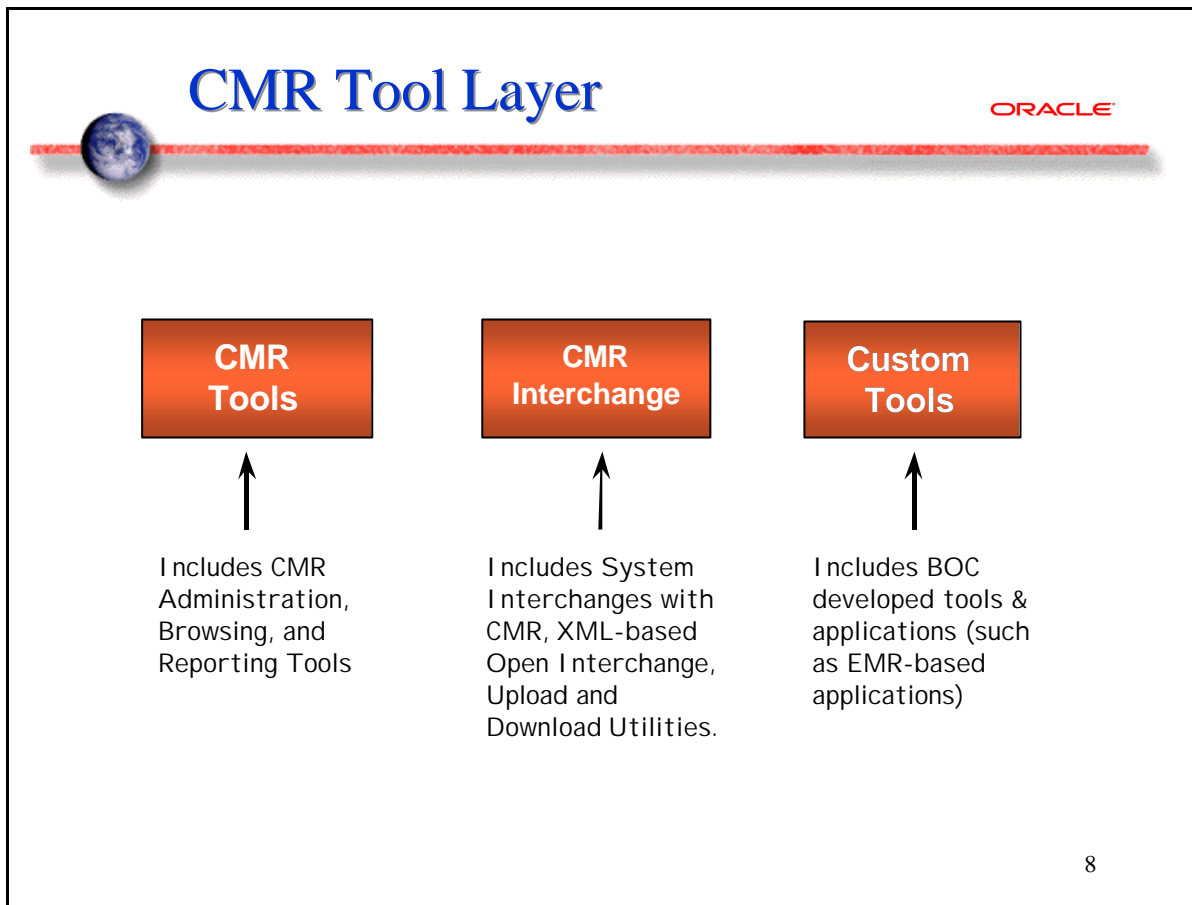 CMR Tool Layer
ORACLE®
CMR
Tools
CMR
Interchange
Custom
Tools
Includes CMR
Administration,
Browsing, and
Reporting Tools
Includes System
Interchanges with
CMR, XML-based
Open Interchange,
Upload and
Download Utilities.
Includes BOC
developed tools &
applications (such
as EMR-based
applications)
8